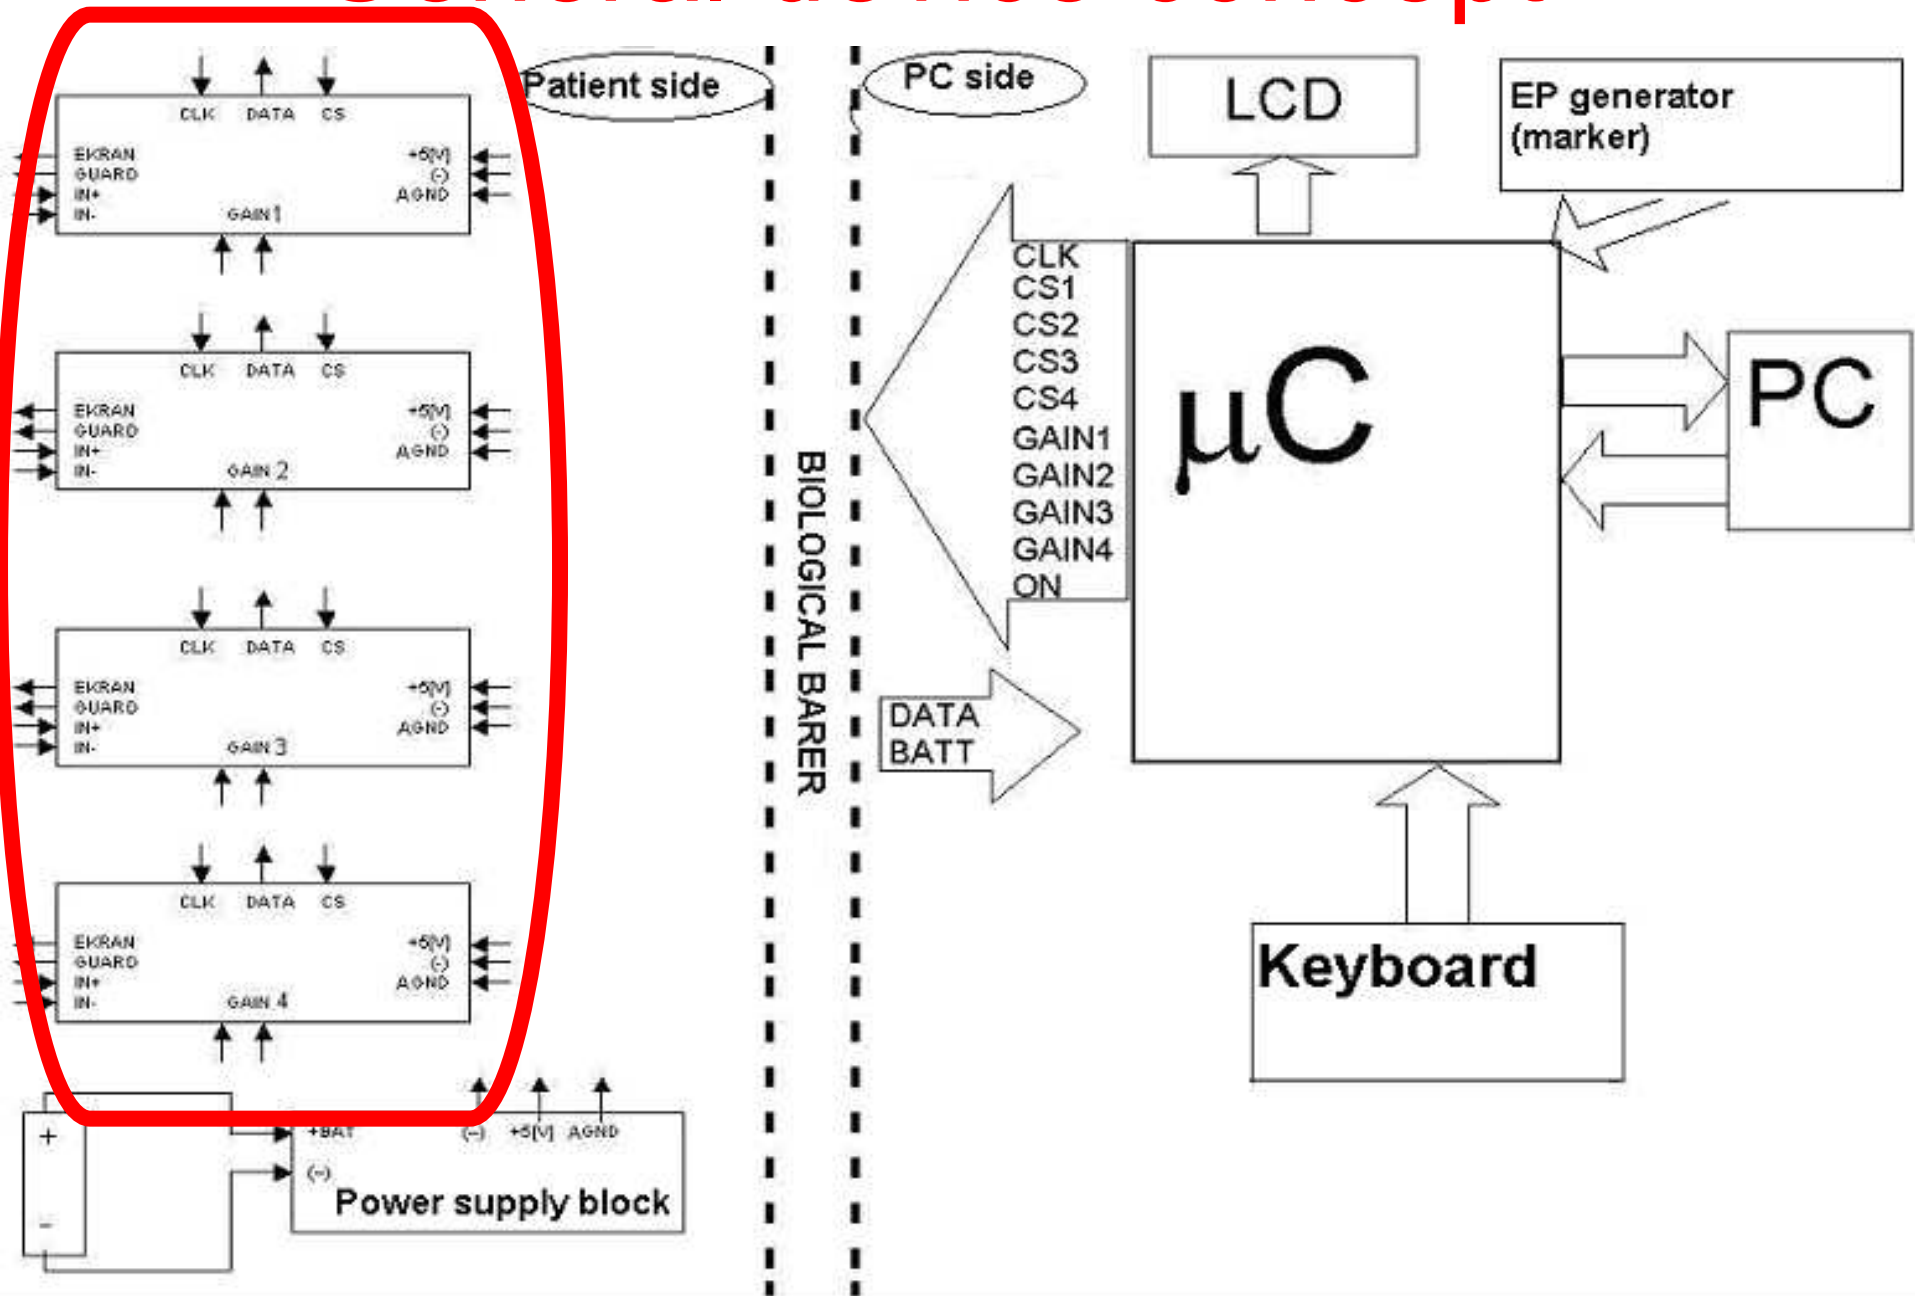 General device concept
Patient side
PC side
LCD
EP generator
(marker)
CLK DATA CS
EKRAN +5[V]
GUARD (-)
IN+ AGND
IN-
GAIN 1
CLK DATA CS
EKRAN +5[V]
GUARD (-)
IN+ AGND
IN-
GAIN 2
CLK DATA CS
EKRAN +5[V]
GUARD (-)
IN+ AGND
IN-
GAIN 3
CLK DATA CS
EKRAN +5[V]
GUARD (-)
IN+ AGND
IN-
GAIN 4
+
-
+BAT (-) +5[V] AGND
(-)
Power supply block
BIOLOGICAL BARER
CLK
CS1
CS2
CS3
CS4
GAIN1
GAIN2
GAIN3
GAIN4
ON
DATA
BATT
µC
PC
Keyboard